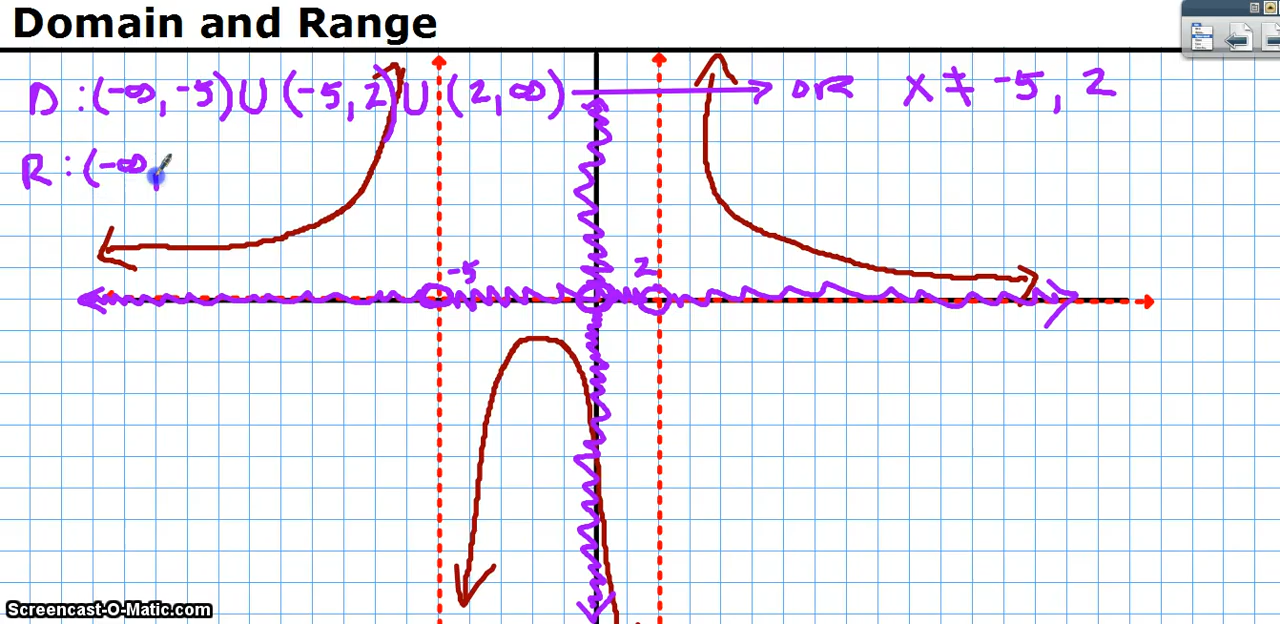 Domain and Range
D : (-∞, -5) U (-5, 2) U (2, ∞) → OR x ≠ -5, 2
R : (-∞,
-5 2
Screencast-O-Matic.com